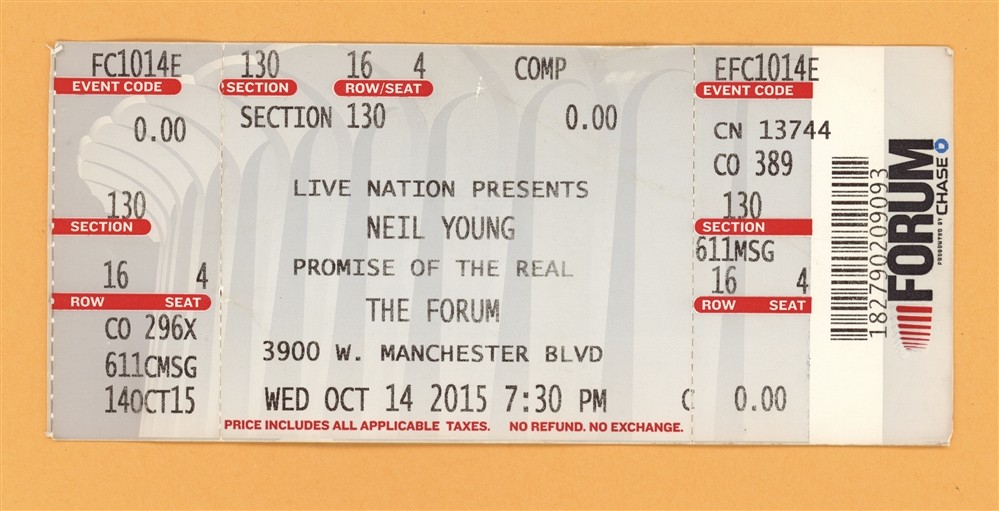 FC1014E
EVENT CODE
0.00
130
SECTION
16 4
ROW SEAT
CO 296X
611CMSG
14OCT15
130 16 4 COMP
SECTION ROW/SEAT
SECTION 130 0.00
LIVE NATION PRESENTS
NEIL YOUNG
PROMISE OF THE REAL
THE FORUM
3900 W. MANCHESTER BLVD
WED OCT 14 2015 7:30 PM
PRICE INCLUDES ALL APPLICABLE TAXES. NO REFUND. NO EXCHANGE.
EFC1014E
EVENT CODE
CN 13744
CO 389
130
SECTION
611MSG
16 4
ROW SEAT
C 0.00
182790209093
FORUM
PRESENTED BY CHASE